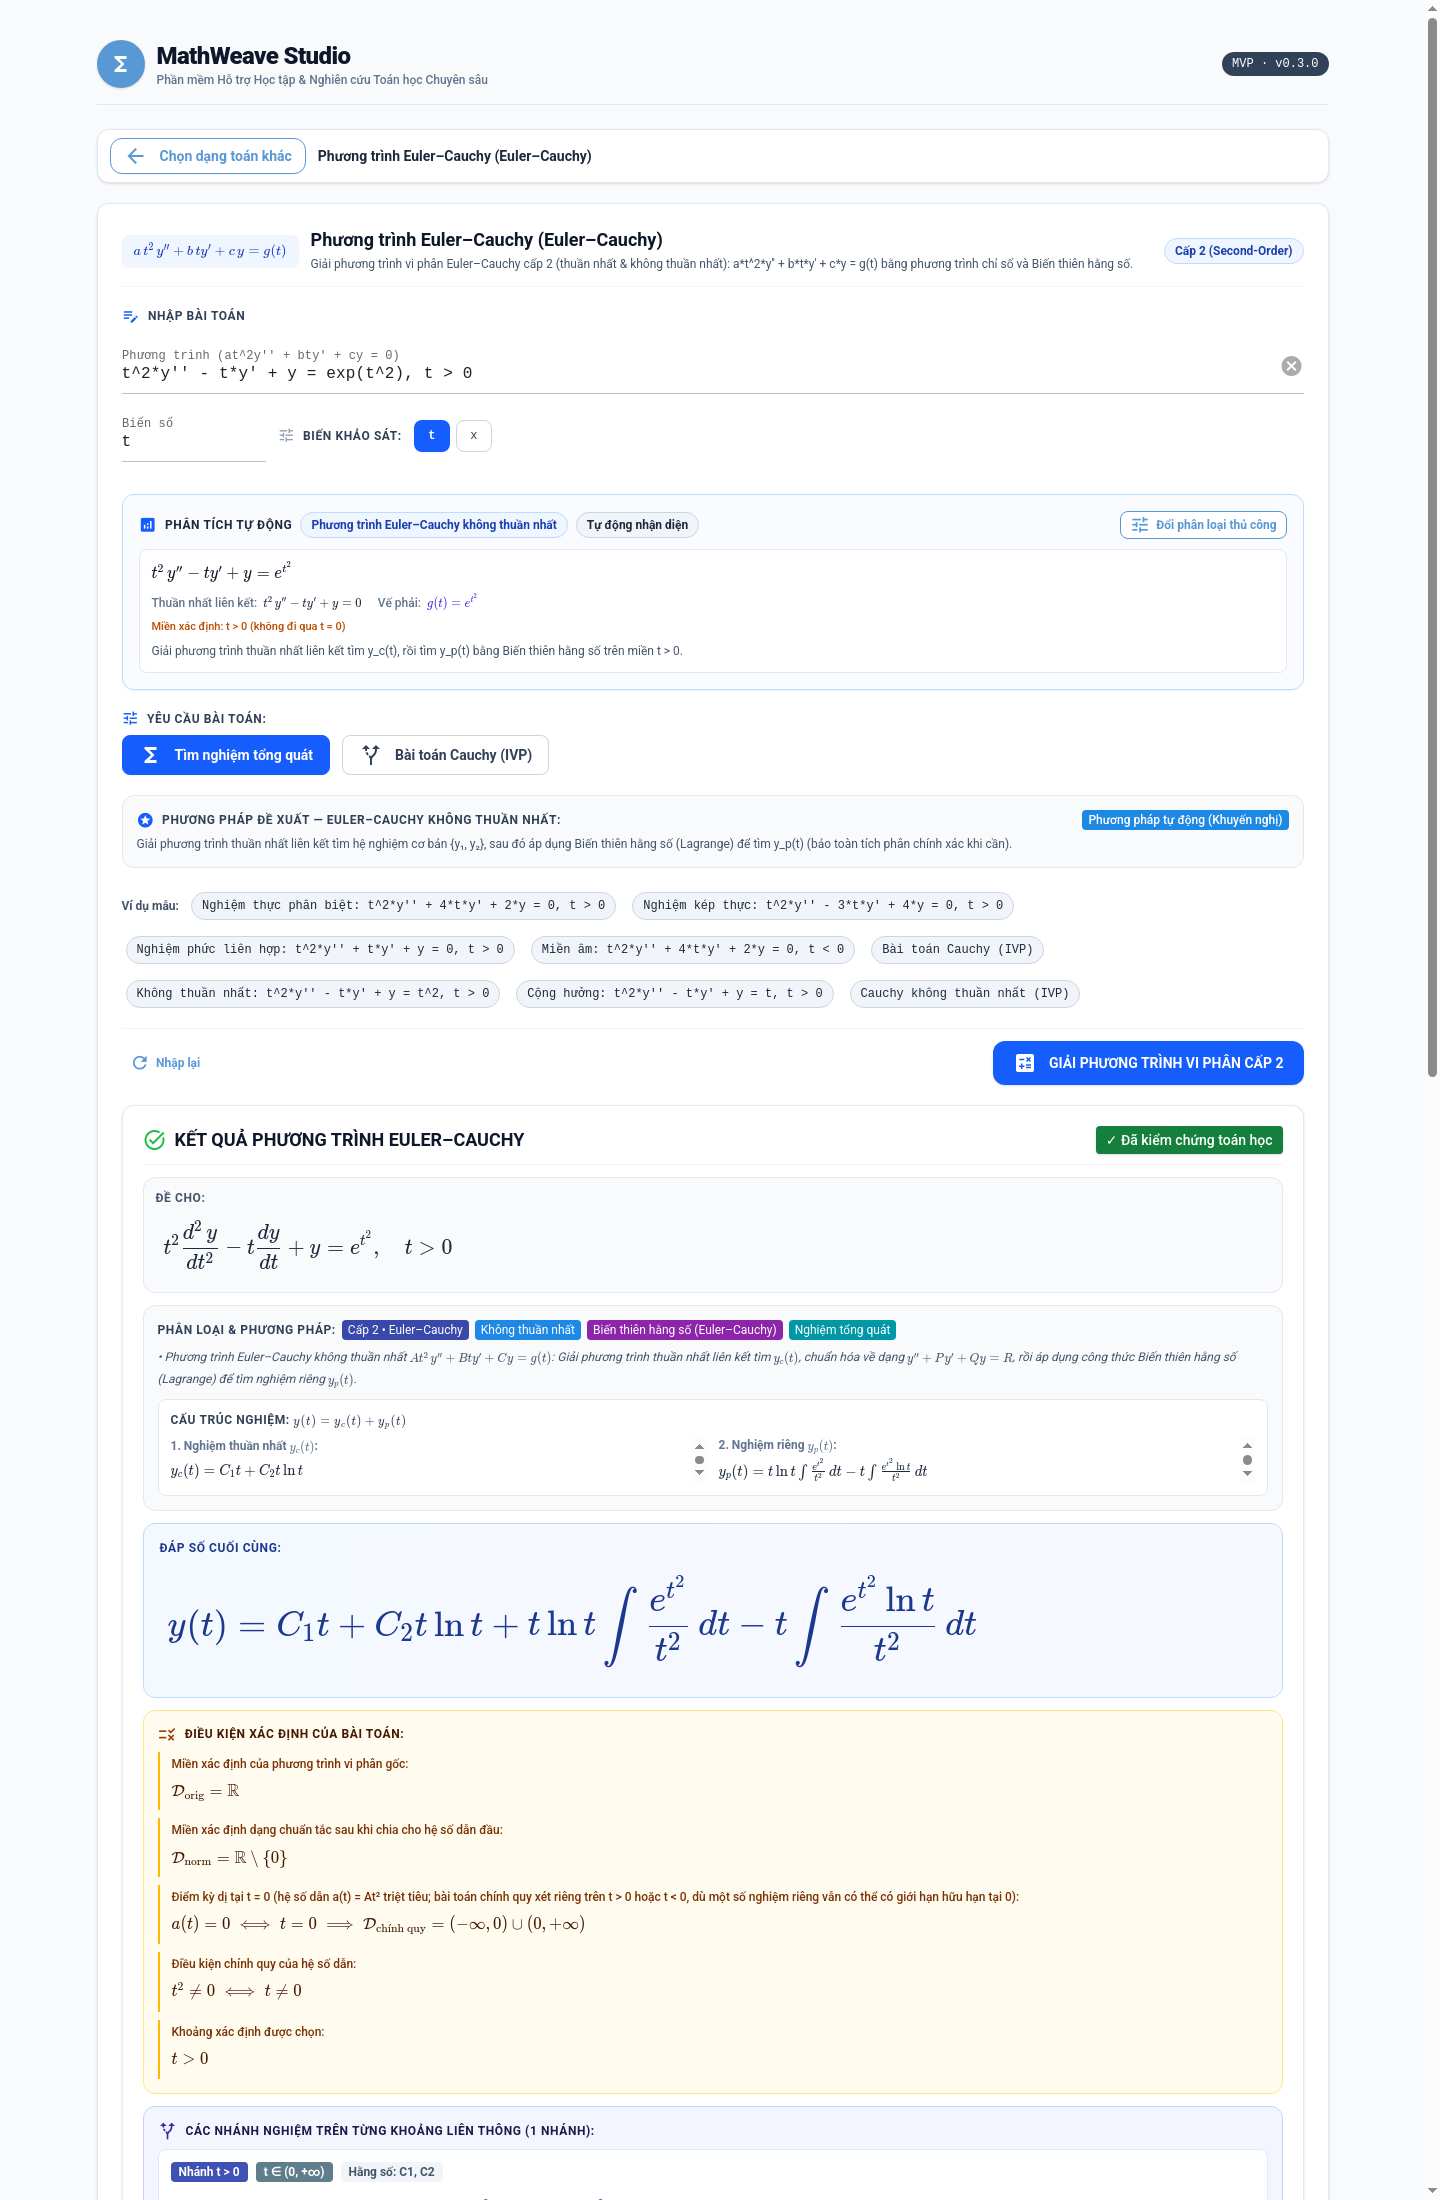 Σ
MathWeave Studio
Phần mềm Hỗ trợ Học tập & Nghiên cứu Toán học Chuyên sâu
MVP · v0.3.0
Chọn dạng toán khác
Phương trình Euler–Cauchy (Euler–Cauchy)
a t² y″ + b ty′ + c y = g(t)
Phương trình Euler–Cauchy (Euler–Cauchy)
Giải phương trình vi phân Euler–Cauchy cấp 2 (thuần nhất & không thuần nhất): a*t^2*y'' + b*t*y' + c*y = g(t) bằng phương trình chỉ số và Biến thiên hằng số.
Cấp 2 (Second-Order)
NHẬP BÀI TOÁN
Phương trình (at^2y'' + bty' + cy = 0)
t^2*y'' - t*y' + y = exp(t^2), t > 0
Biến số
t
BIẾN KHẢO SÁT:
t
x
PHÂN TÍCH TỰ ĐỘNG
Phương trình Euler–Cauchy không thuần nhất
Tự động nhận diện
Đổi phân loại thủ công
t² y″ − ty′ + y = e^{t²}
Thuần nhất liên kết: t² y″ − ty′ + y = 0 Vế phải: g(t) = e^{t²}
Miền xác định: t > 0 (không đi qua t = 0)
Giải phương trình thuần nhất liên kết tìm y_c(t), rồi tìm y_p(t) bằng Biến thiên hằng số trên miền t > 0.
YÊU CẦU BÀI TOÁN:
Σ Tìm nghiệm tổng quát
Bài toán Cauchy (IVP)
PHƯƠNG PHÁP ĐỀ XUẤT — EULER–CAUCHY KHÔNG THUẦN NHẤT:
Phương pháp tự động (Khuyến nghị)
Giải phương trình thuần nhất liên kết tìm hệ nghiệm cơ bản {y₁, y₂}, sau đó áp dụng Biến thiên hằng số (Lagrange) để tìm y_p(t) (bảo toàn tích phân chính xác khi cần).
Ví dụ mẫu:
Nghiệm thực phân biệt: t^2*y'' + 4*t*y' + 2*y = 0, t > 0
Nghiệm kép thực: t^2*y'' - 3*t*y' + 4*y = 0, t > 0
Nghiệm phức liên hợp: t^2*y'' + t*y' + y = 0, t > 0
Miền âm: t^2*y'' + 4*t*y' + 2*y = 0, t < 0
Bài toán Cauchy (IVP)
Không thuần nhất: t^2*y'' - t*y' + y = t^2, t > 0
Cộng hưởng: t^2*y'' - t*y' + y = t, t > 0
Cauchy không thuần nhất (IVP)
Nhập lại
GIẢI PHƯƠNG TRÌNH VI PHÂN CẤP 2
KẾT QUẢ PHƯƠNG TRÌNH EULER–CAUCHY
✓ Đã kiểm chứng toán học
ĐỀ CHO:
t² d² y/dt² − t dy/dt + y = e^{t²}, t > 0
PHÂN LOẠI & PHƯƠNG PHÁP:
Cấp 2 • Euler–Cauchy
Không thuần nhất
Biến thiên hằng số (Euler–Cauchy)
Nghiệm tổng quát
• Phương trình Euler–Cauchy không thuần nhất At² y″ + Bty′ + Cy = g(t): Giải phương trình thuần nhất liên kết tìm y_c(t), chuẩn hóa về dạng y″ + Py′ + Qy = R, rồi áp dụng công thức Biến thiên hằng số
(Lagrange) để tìm nghiệm riêng y_p(t).
CẤU TRÚC NGHIỆM: y(t) = y_c(t) + y_p(t)
1. Nghiệm thuần nhất y_c(t):
y_c(t) = C₁t + C₂t ln t
2. Nghiệm riêng y_p(t):
y_p(t) = t ln t ∫ e^{t²}/t² dt − t ∫ e^{t²} ln t/t² dt
ĐÁP SỐ CUỐI CÙNG:
y(t) = C₁t + C₂t ln t + t ln t ∫ e^{t²}/t² dt − t ∫ e^{t²} ln t/t² dt
ĐIỀU KIỆN XÁC ĐỊNH CỦA BÀI TOÁN:
Miền xác định của phương trình vi phân gốc:
𝒟_orig = ℝ
Miền xác định dạng chuẩn tắc sau khi chia cho hệ số dẫn đầu:
𝒟_norm = ℝ \ {0}
Điểm kỳ dị tại t = 0 (hệ số dẫn a(t) = At² triệt tiêu; bài toán chính quy xét riêng trên t > 0 hoặc t < 0, dù một số nghiệm riêng vẫn có thể có giới hạn hữu hạn tại 0):
a(t) = 0 ⟺ t = 0 ⟹ 𝒟_chính quy = (−∞, 0) ∪ (0, +∞)
Điều kiện chính quy của hệ số dẫn:
t² ≠ 0 ⟺ t ≠ 0
Khoảng xác định được chọn:
t > 0
CÁC NHÁNH NGHIỆM TRÊN TỪNG KHOẢNG LIÊN THÔNG (1 NHÁNH):
Nhánh t > 0
t ∈ (0, +∞)
Hằng số: C1, C2